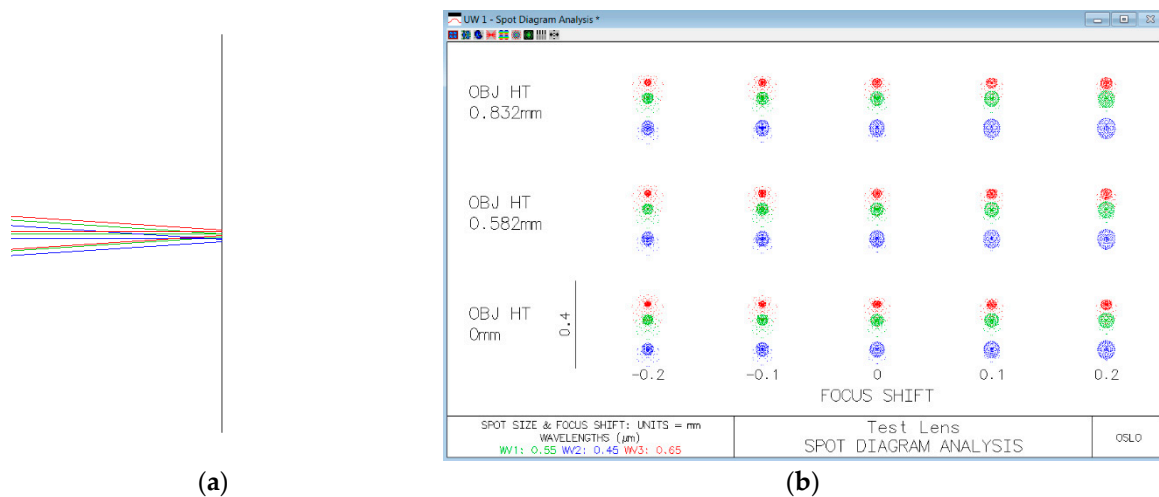 UW 1 - Spot Diagram Analysis *
OBJ HT
0.832mm
OBJ HT
0.582mm
OBJ HT
0mm
0.4
-0.2 -0.1 0 0.1 0.2
FOCUS SHIFT
SPOT SIZE & FOCUS SHIFT: UNITS = mm
WAVELENGTHS (µm)
WV1: 0.55 WV2: 0.45 WV3: 0.65
Test Lens
SPOT DIAGRAM ANALYSIS
OSLO
(a) (b)